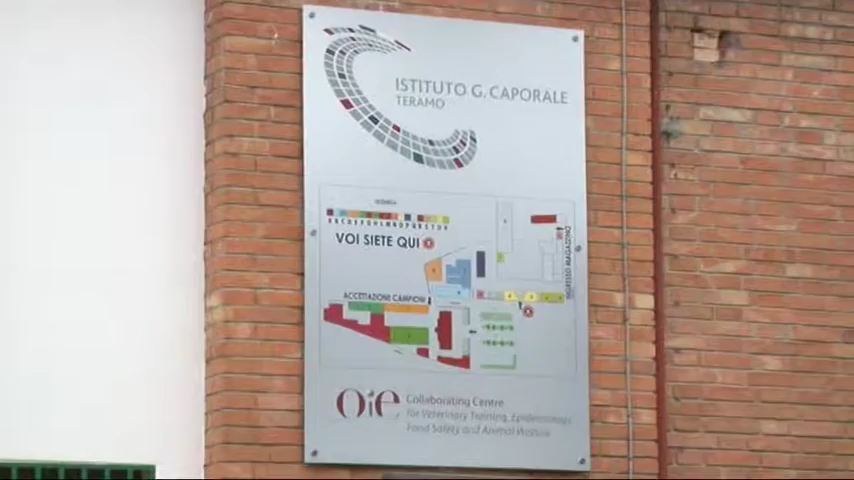 ISTITUTO G. CAPORALE
TERAMO
VOI SIETE QUI
INGRESSO MAGAZZINO
ACCETTAZIONE CAMPIONI
Oie
Collaborating Centre
for Veterinary Training, Epidemiology,
Food Safety and Animal Welfare